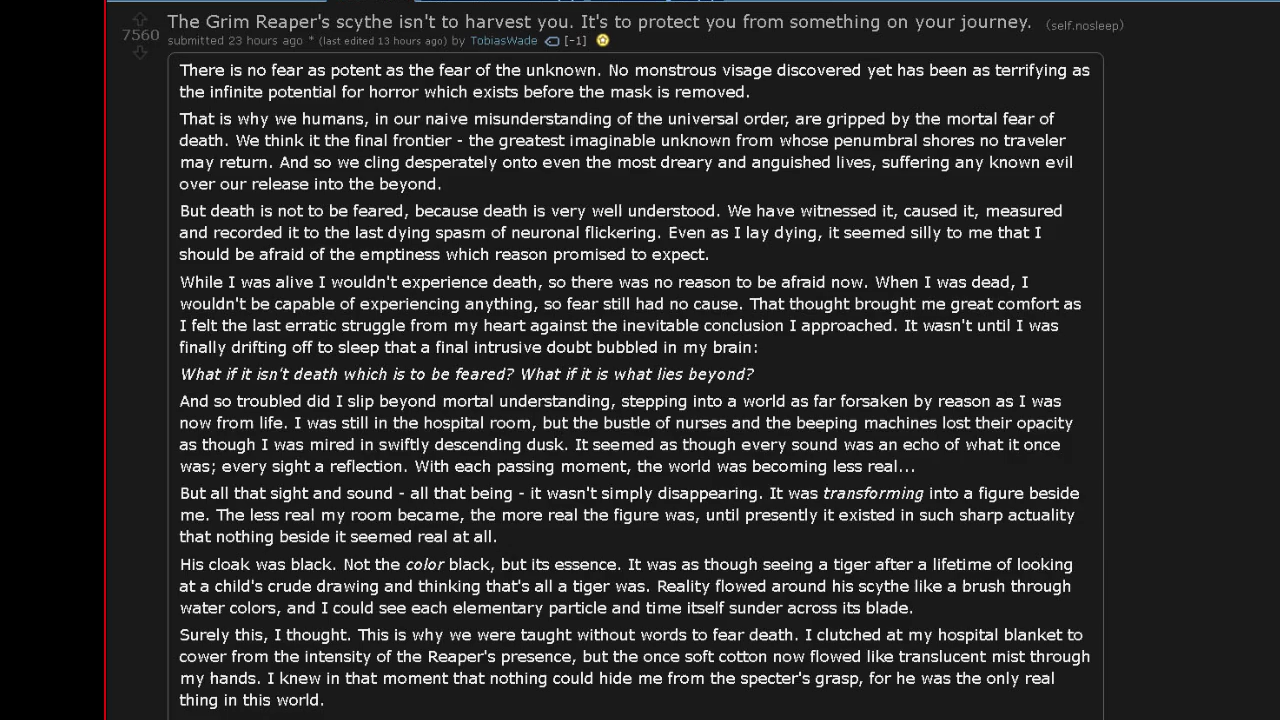 The Grim Reaper's scythe isn't to harvest you. It's to protect you from something on your journey. (self.nosleep)
7560
submitted 23 hours ago * (last edited 13 hours ago) by TobiasWade [-1]
There is no fear as potent as the fear of the unknown. No monstrous visage discovered yet has been as terrifying as
the infinite potential for horror which exists before the mask is removed.
That is why we humans, in our naive misunderstanding of the universal order, are gripped by the mortal fear of
death. We think it the final frontier - the greatest imaginable unknown from whose penumbral shores no traveler
may return. And so we cling desperately onto even the most dreary and anguished lives, suffering any known evil
over our release into the beyond.
But death is not to be feared, because death is very well understood. We have witnessed it, caused it, measured
and recorded it to the last dying spasm of neuronal flickering. Even as I lay dying, it seemed silly to me that I
should be afraid of the emptiness which reason promised to expect.
While I was alive I wouldn't experience death, so there was no reason to be afraid now. When I was dead, I
wouldn't be capable of experiencing anything, so fear still had no cause. That thought brought me great comfort as
I felt the last erratic struggle from my heart against the inevitable conclusion I approached. It wasn't until I was
finally drifting off to sleep that a final intrusive doubt bubbled in my brain:
What if it isn't death which is to be feared? What if it is what lies beyond?
And so troubled did I slip beyond mortal understanding, stepping into a world as far forsaken by reason as I was
now from life. I was still in the hospital room, but the bustle of nurses and the beeping machines lost their opacity
as though I was mired in swiftly descending dusk. It seemed as though every sound was an echo of what it once
was; every sight a reflection. With each passing moment, the world was becoming less real...
But all that sight and sound - all that being - it wasn't simply disappearing. It was transforming into a figure beside
me. The less real my room became, the more real the figure was, until presently it existed in such sharp actuality
that nothing beside it seemed real at all.
His cloak was black. Not the color black, but its essence. It was as though seeing a tiger after a lifetime of looking
at a child's crude drawing and thinking that's all a tiger was. Reality flowed around his scythe like a brush through
water colors, and I could see each elementary particle and time itself sunder across its blade.
Surely this, I thought. This is why we were taught without words to fear death. I clutched at my hospital blanket to
cower from the intensity of the Reaper's presence, but the once soft cotton now flowed like translucent mist through
my hands. I knew in that moment that nothing could hide me from the specter's grasp, for he was the only real
thing in this world.